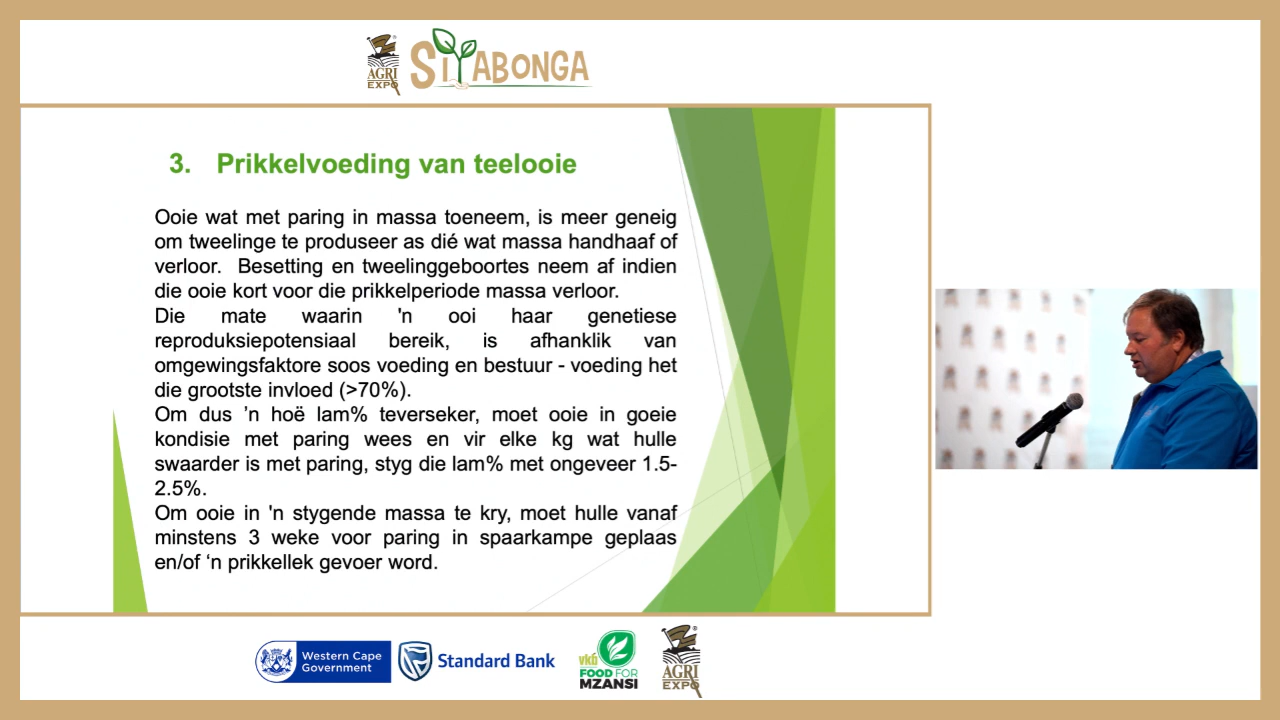 AGRI
EXPO
SIYABONGA
3. Prikkelvoeding van teelooie
Ooie wat met paring in massa toeneem, is meer geneig
om tweelinge te produseer as dié wat massa handhaaf of
verloor. Besetting en tweelinggeboortes neem af indien
die ooie kort voor die prikkelperiode massa verloor.
Die mate waarin 'n ooi haar genetiese
reproduksiepotensiaal bereik, is afhanklik van
omgewingsfaktore soos voeding en bestuur - voeding het
die grootste invloed (>70%).
Om dus ’n hoë lam% teverseker, moet ooie in goeie
kondisie met paring wees en vir elke kg wat hulle
swaarder is met paring, styg die lam% met ongeveer 1.5-
2.5%.
Om ooie in 'n stygende massa te kry, moet hulle vanaf
minstens 3 weke voor paring in spaarkampe geplaas
en/of ‘n prikkellek gevoer word.
Western Cape
Government
Standard Bank
vkb
FOOD FOR
MZANSI
AGRI
EXPO